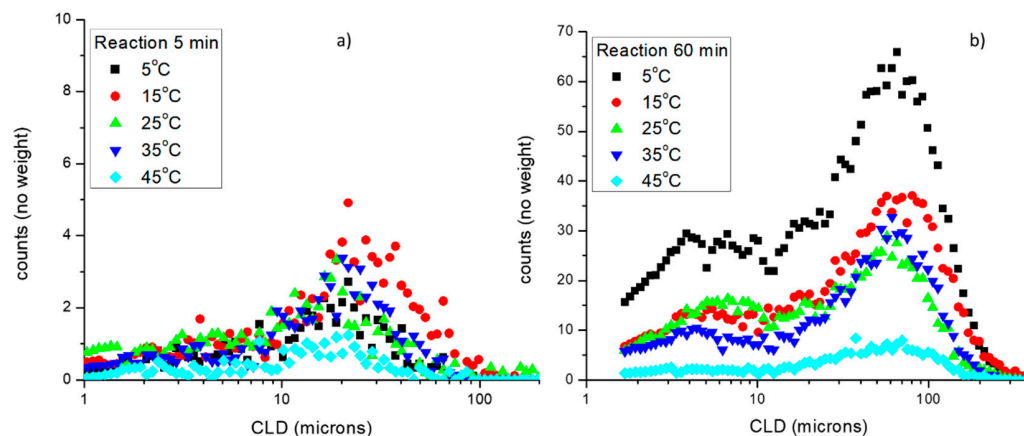 a)
Reaction 5 min
5°C
15°C
25°C
35°C
45°C
counts (no weight)
10
8
6
4
2
0
1
10
100
CLD (microns)
b)
Reaction 60 min
5°C
15°C
25°C
35°C
45°C
counts (no weight)
70
60
50
40
30
20
10
0
1
10
100
CLD (microns)